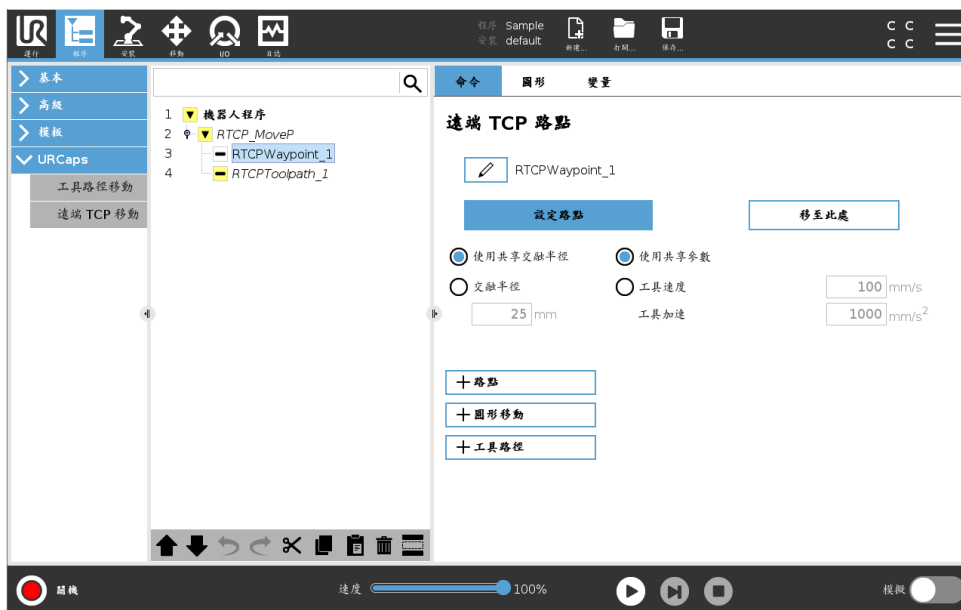 UR
運行
程序
安裝
移動
I/O
日誌
程序 Sample
安裝 default
新建...
打開...
保存...
C C
C C
基本
高級
模板
URCaps
工具路徑移動
遠端 TCP 移動
1 機器人程序
2 RTCP_MoveP
3 RTCPWaypoint_1
4 RTCPToolpath_1
命令 圖形 變量
遠端 TCP 路點
RTCPWaypoint_1
設定路點 移至此處
使用共享交融半徑 使用共享參數
交融半徑 工具速度 100 mm/s
25 mm 工具加速 1000 mm/s²
路點
圓形移動
工具路徑
關機
速度 100%
模擬